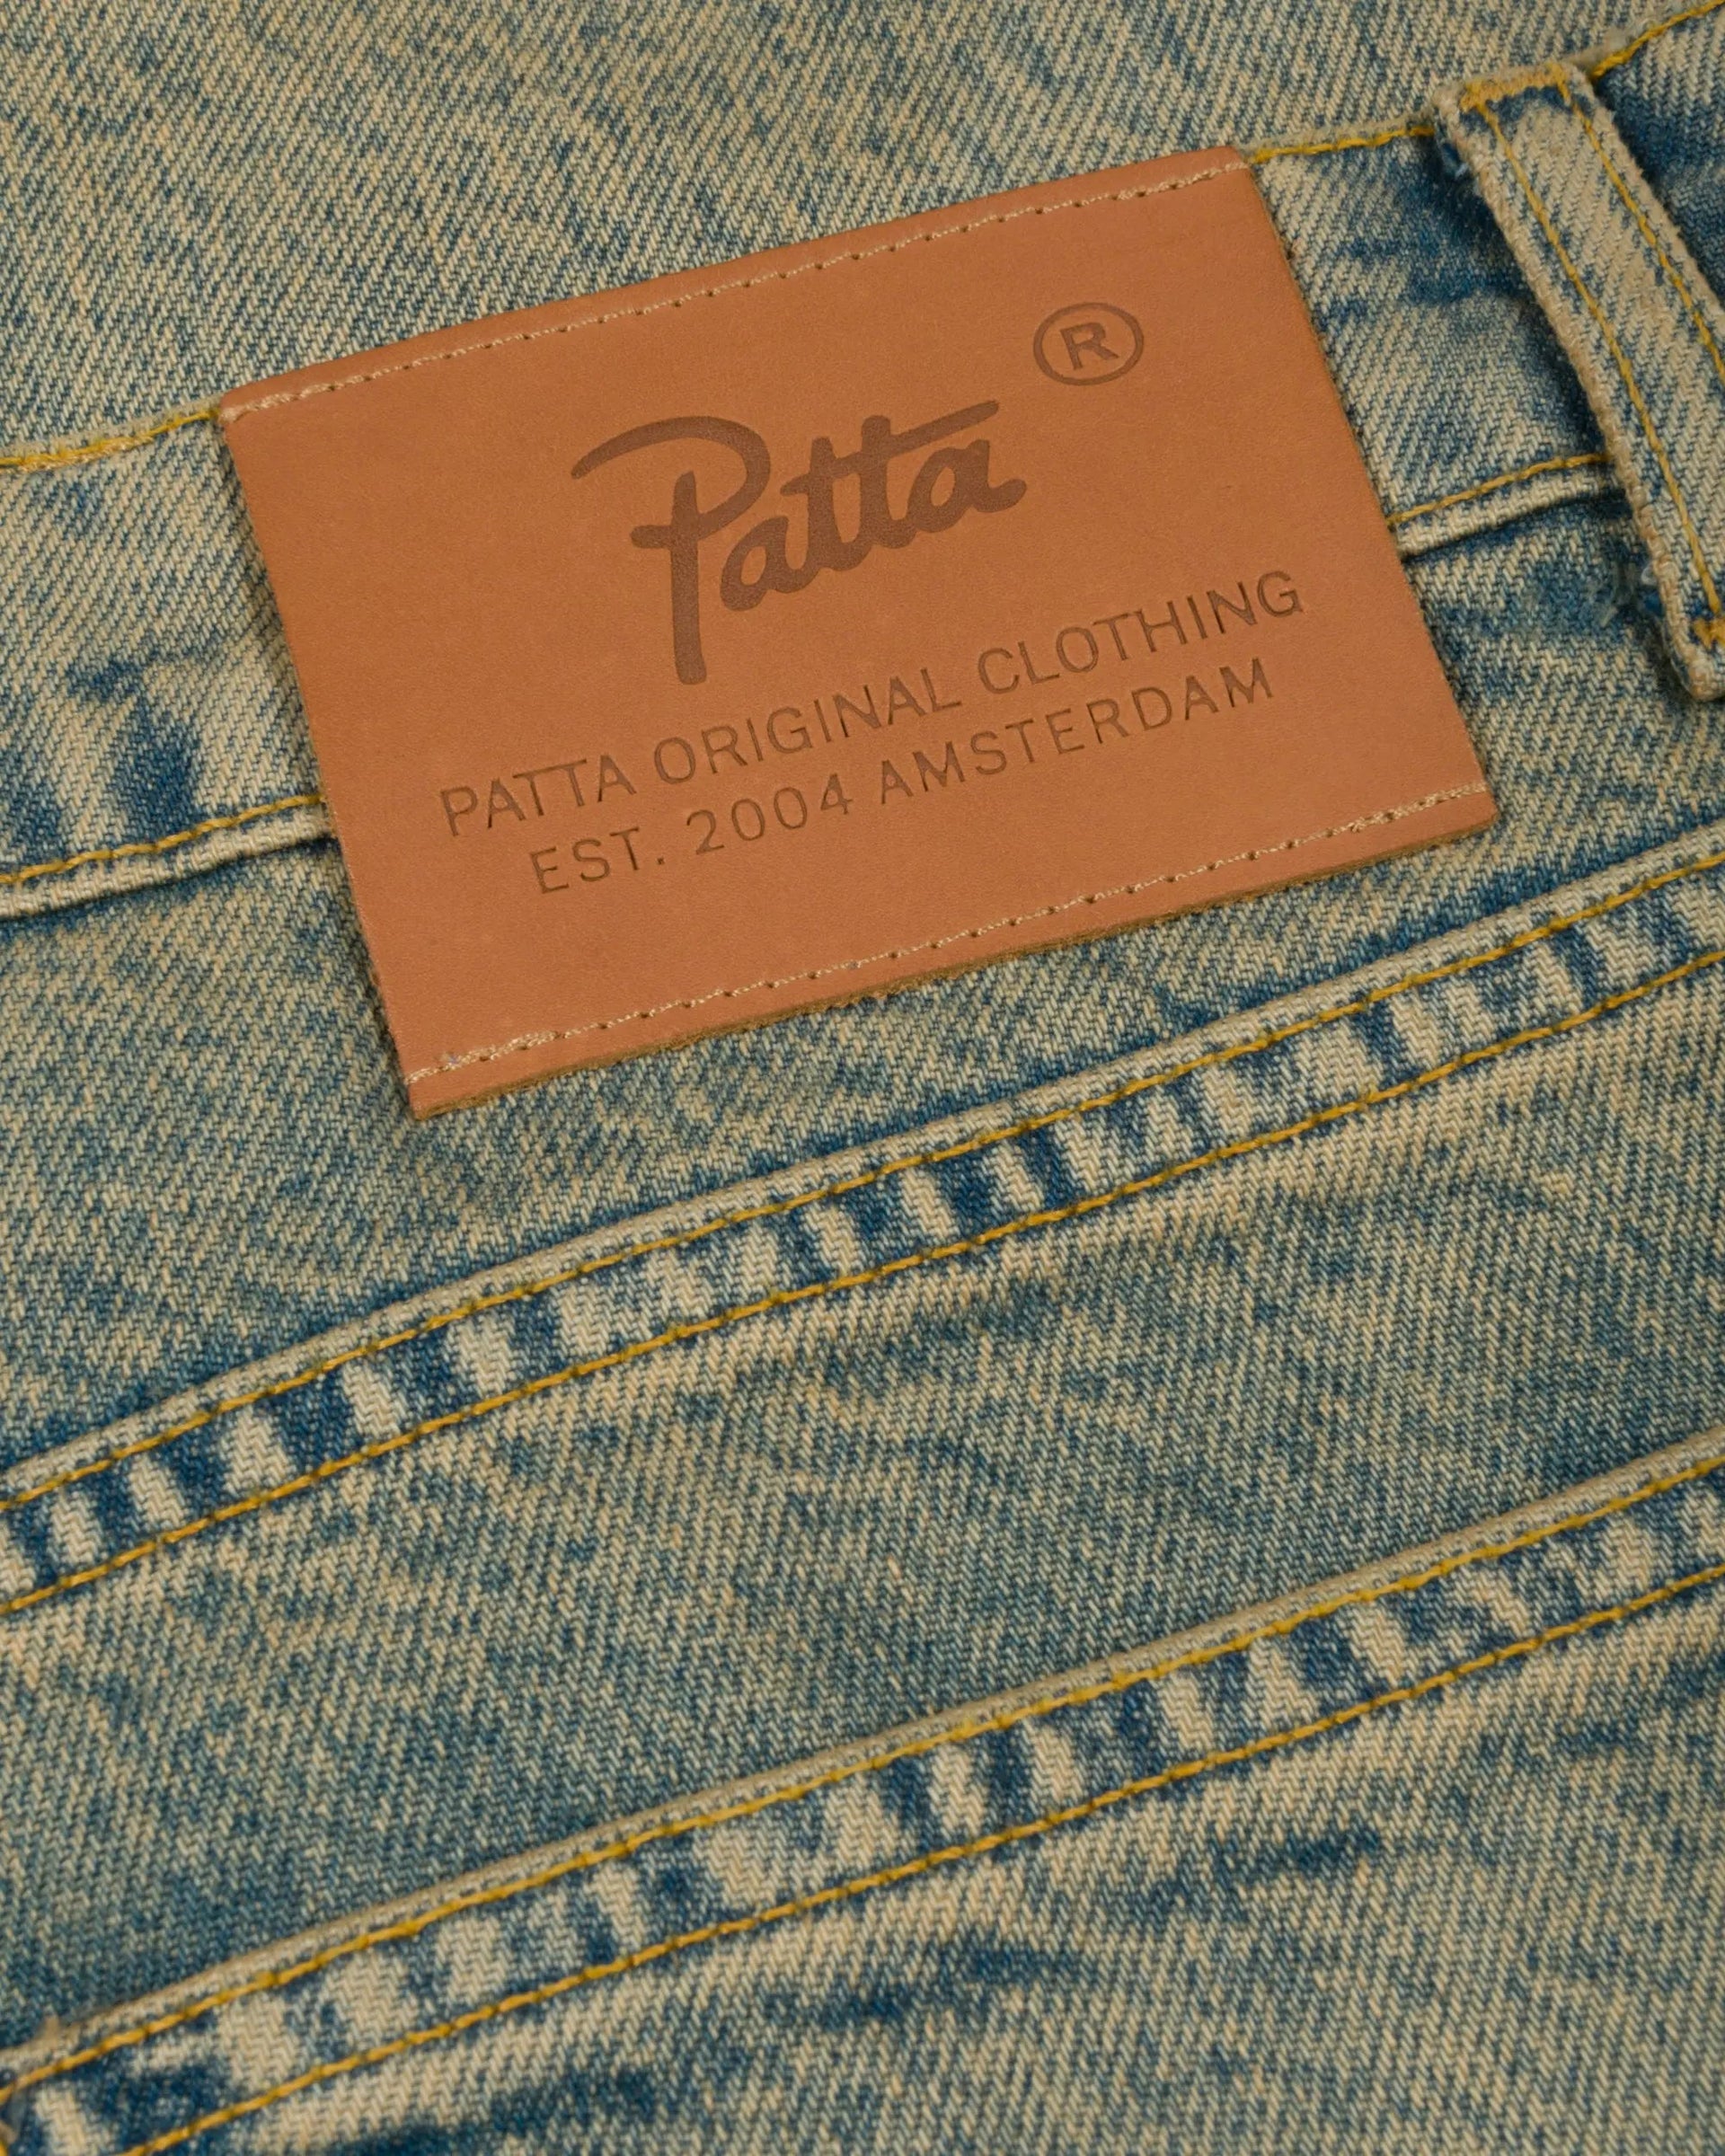 Patta ®
PATTA ORIGINAL CLOTHING
EST. 2004 AMSTERDAM